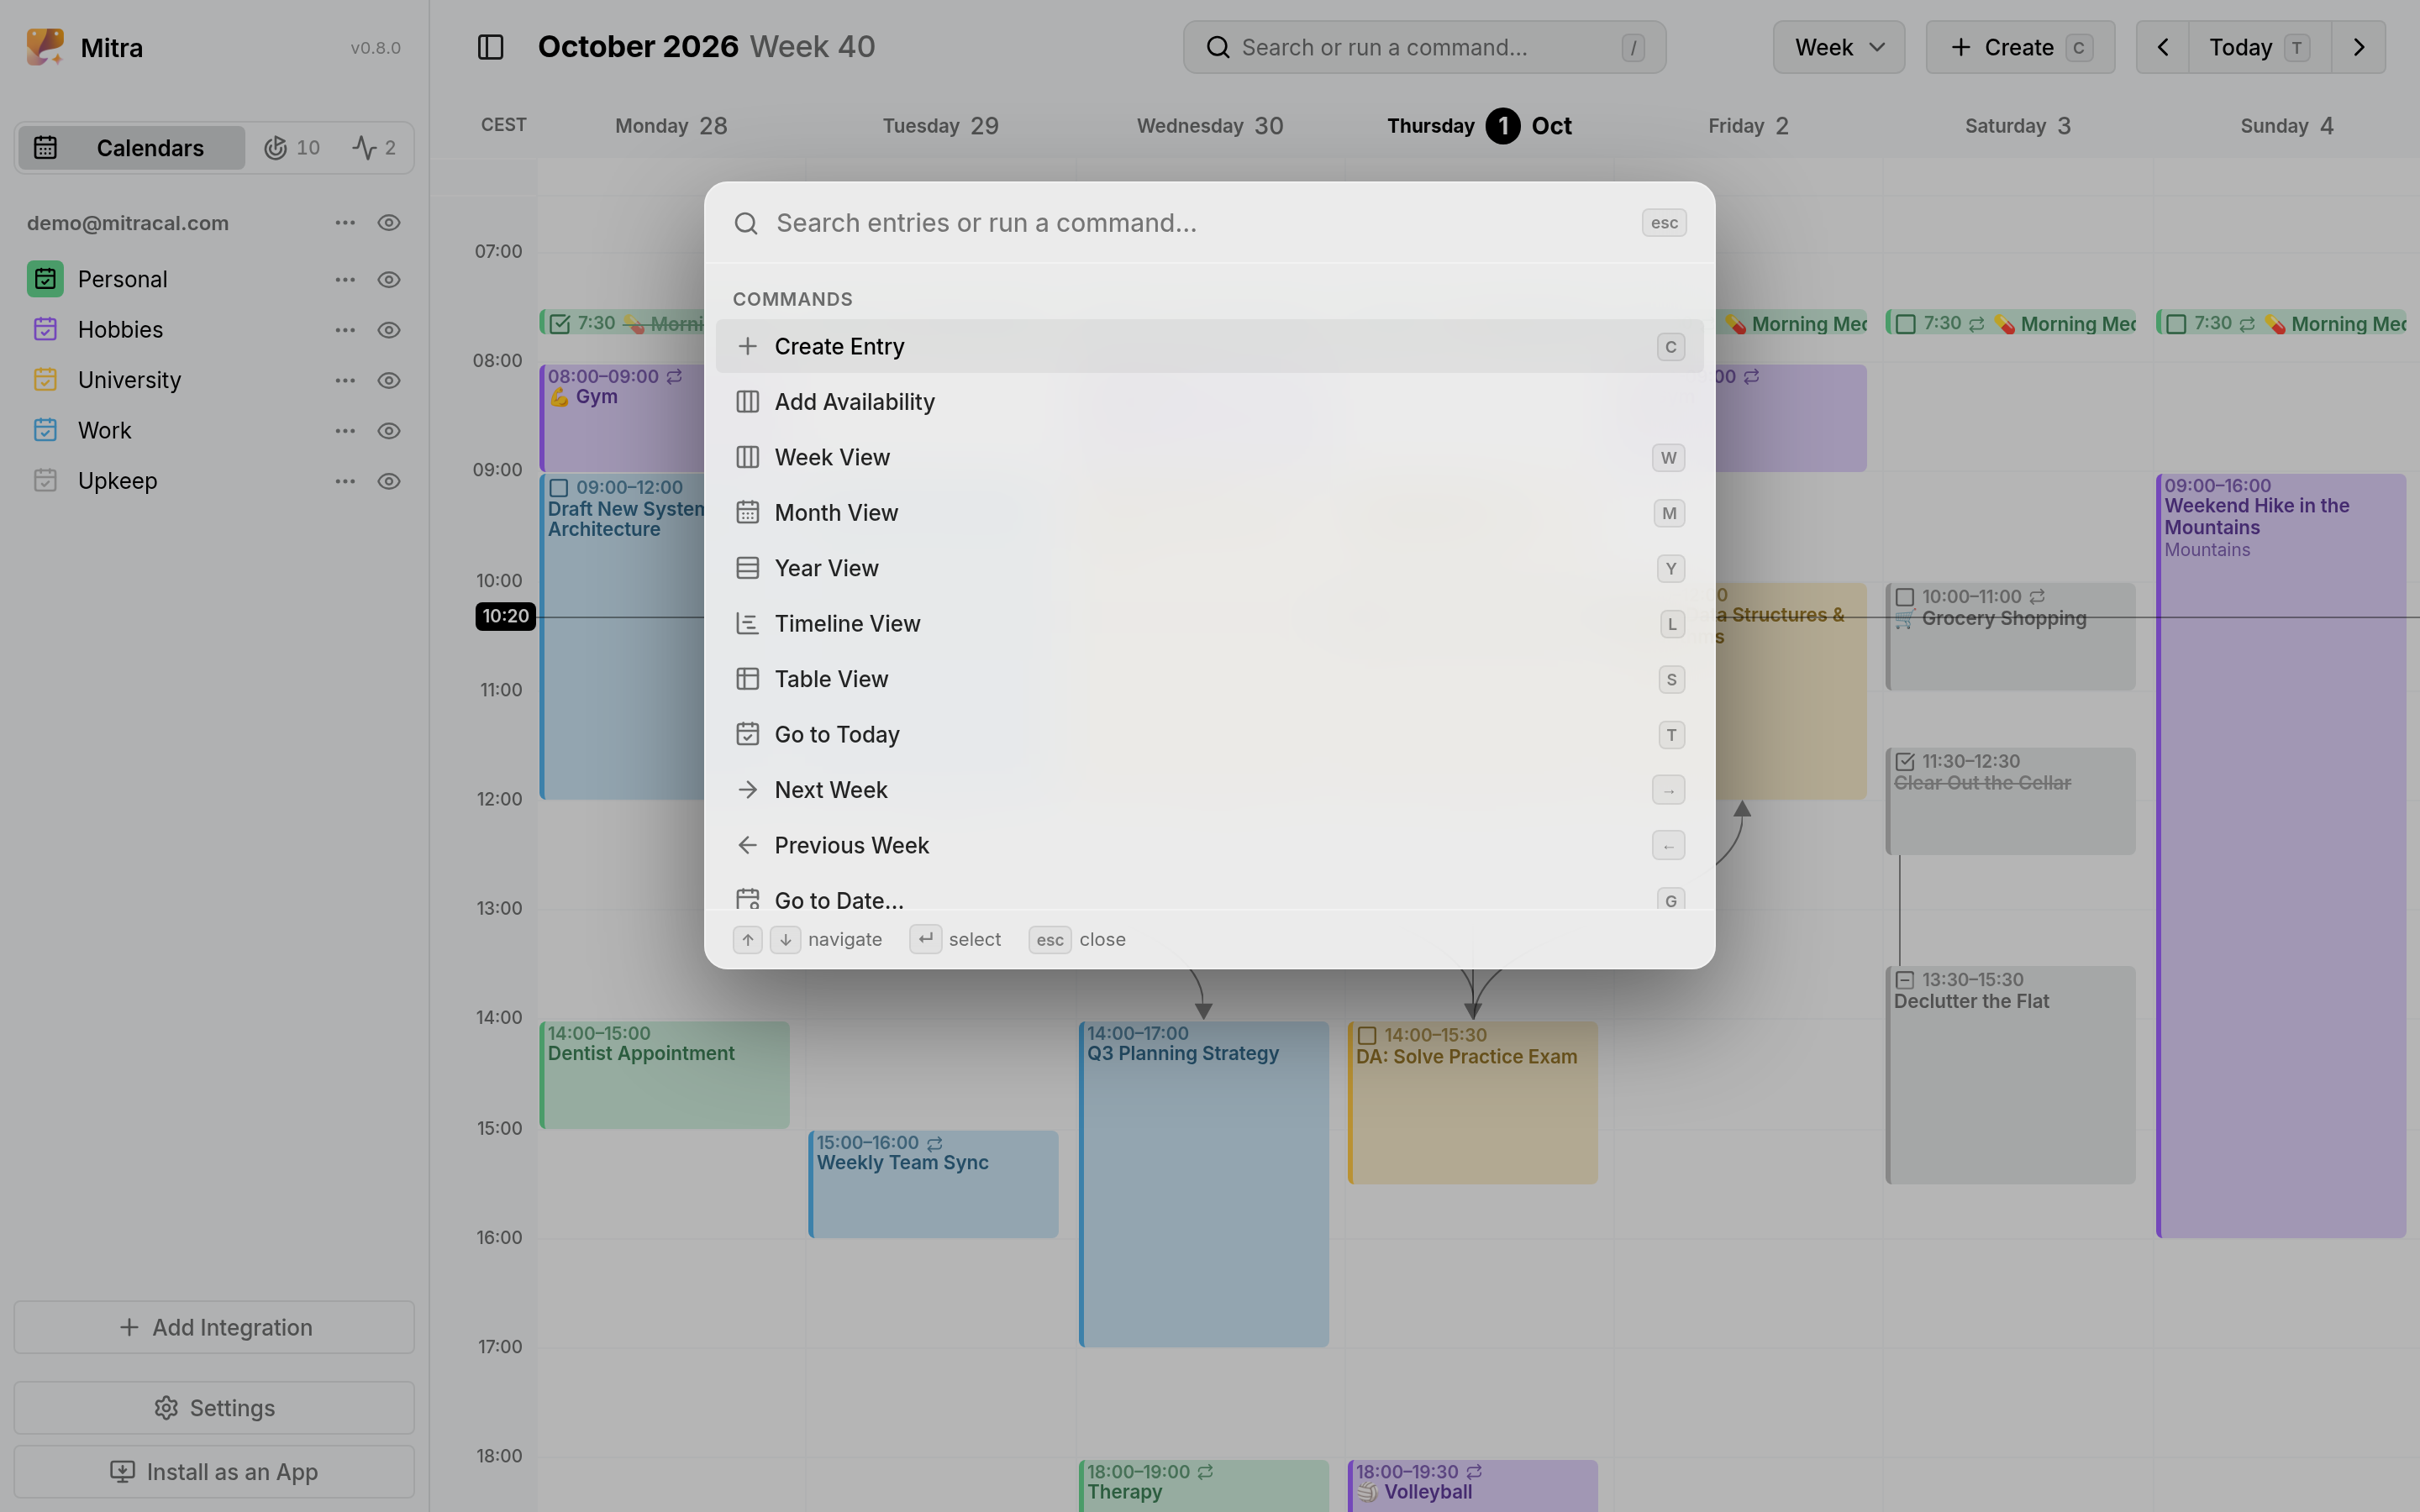 Mitra
v0.8.0
October 2026 Week 40
Search or run a command...
/
Week
Create C
Today T
Calendars
10
2
CEST
Monday 28
Tuesday 29
Wednesday 30
Thursday 1 Oct
Friday 2
Saturday 3
Sunday 4
demo@mitracal.com
Personal
Hobbies
University
Work
Upkeep
Add Integration
Settings
Install as an App
07:00
08:00
09:00
10:00
10:20
11:00
12:00
13:00
14:00
15:00
16:00
17:00
18:00
Search entries or run a command...
esc
COMMANDS
Create Entry C
Add Availability
Week View W
Month View M
Year View Y
Timeline View L
Table View S
Go to Today T
Next Week →
Previous Week ←
Go to Date... G
↑ ↓ navigate ↵ select esc close
7:30
08:00–09:00
💪 Gym
09:00–12:00
Draft New System
Architecture
14:00–15:00
Dentist Appointment
15:00–16:00
Weekly Team Sync
14:00–17:00
Q3 Planning Strategy
18:00–19:00
Therapy
14:00–15:30
DA: Solve Practice Exam
18:00–19:30
🏐 Volleyball
💊 Morning Med
Structures &
7:30 💊 Morning Med
10:00–11:00
🛒 Grocery Shopping
11:30–12:30
Clear Out the Cellar
13:30–15:30
Declutter the Flat
7:30 💊 Morning Med
09:00–16:00
Weekend Hike in the
Mountains
Mountains